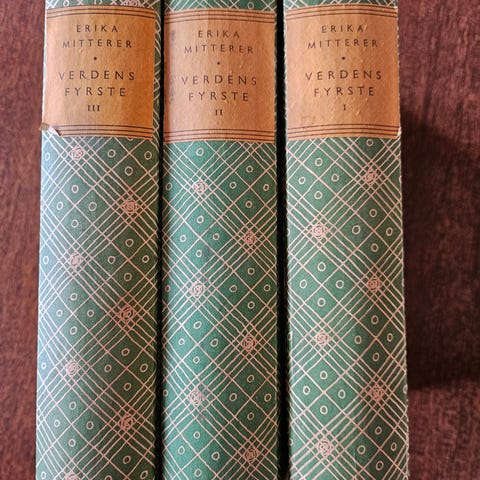 ERIKA
MITTERER
VERDENS
FYRSTE
III
ERIKA
MITTERER
VERDENS
FYRSTE
II
ERIKA
MITTERER
VERDENS
FYRSTE
I